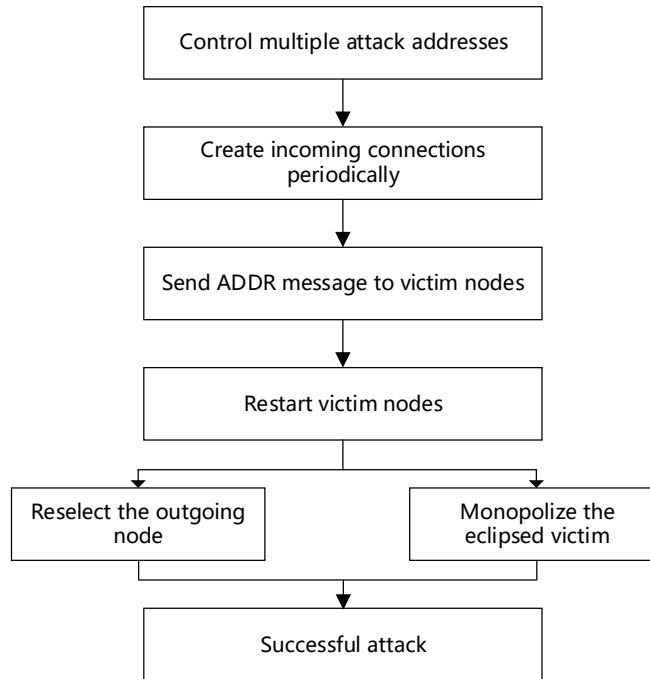 Control multiple attack addresses
Create incoming connections
periodically
Send ADDR message to victim nodes
Restart victim nodes
Reselect the outgoing
node
Monopolize the
eclipsed victim
Successful attack